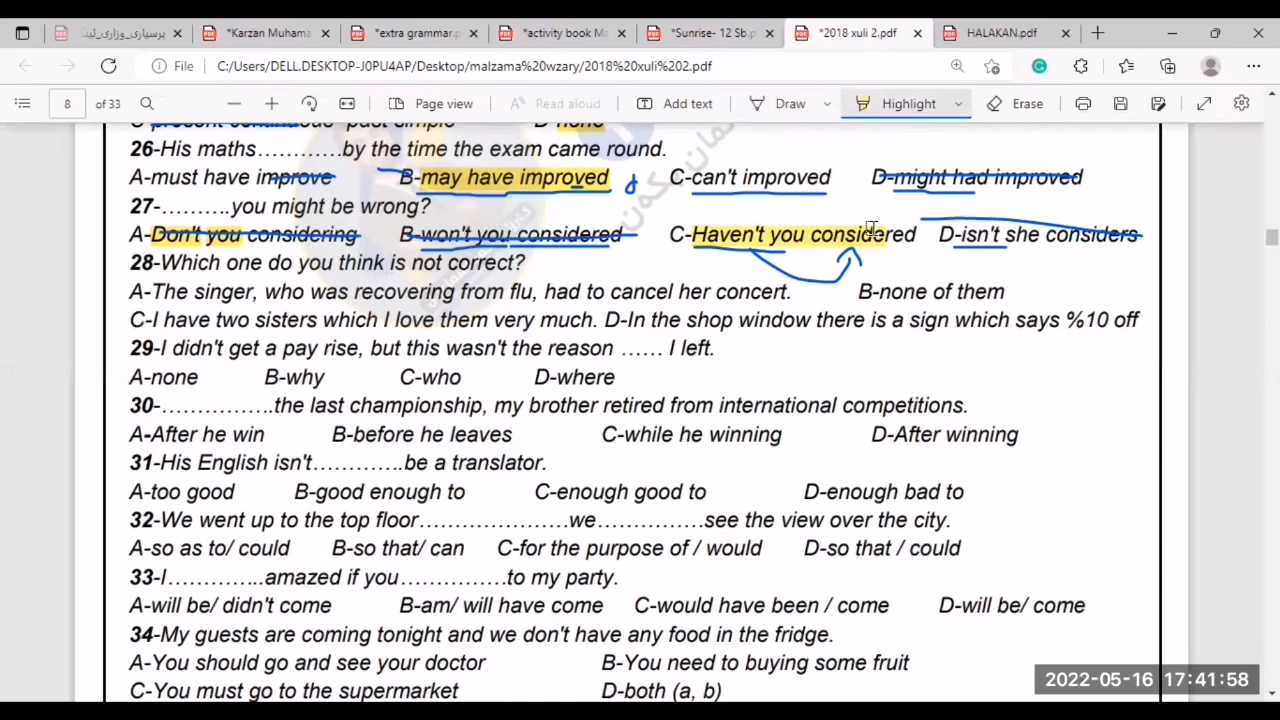 پرسیاری_وزاری_ئینگ *Karzan Muhama *extra grammar.p *activity book Ma *Sunrise- 12 Sb.p *2018 xuli 2.pdf HALAKAN.pdf
File C:/Users/DELL.DESKTOP-J0PU4AP/Desktop/malzama%20wzary/2018%20xuli%202.pdf
8 of 33 Page view Read aloud Add text Draw Highlight Erase
C-present continuous- past simple D-none
26-His maths…………by the time the exam came round.
A-must have improve B-may have improved C-can't improved D-might had improved
27-……….you might be wrong?
A-Don't you considering B-won't you considered C-Haven't you considered D-isn't she considers
28-Which one do you think is not correct?
A-The singer, who was recovering from flu, had to cancel her concert. B-none of them
C-I have two sisters which I love them very much. D-In the shop window there is a sign which says %10 off
29-I didn't get a pay rise, but this wasn't the reason …… I left.
A-none B-why C-who D-where
30-…………….the last championship, my brother retired from international competitions.
A-After he win B-before he leaves C-while he winning D-After winning
31-His English isn't………….be a translator.
A-too good B-good enough to C-enough good to D-enough bad to
32-We went up to the top floor…………………we……………see the view over the city.
A-so as to/ could B-so that/ can C-for the purpose of / would D-so that / could
33-I…………..amazed if you……………to my party.
A-will be/ didn't come B-am/ will have come C-would have been / come D-will be/ come
34-My guests are coming tonight and we don't have any food in the fridge.
A-You should go and see your doctor B-You need to buying some fruit
C-You must go to the supermarket D-both (a, b)
2022-05-16 17:41:58